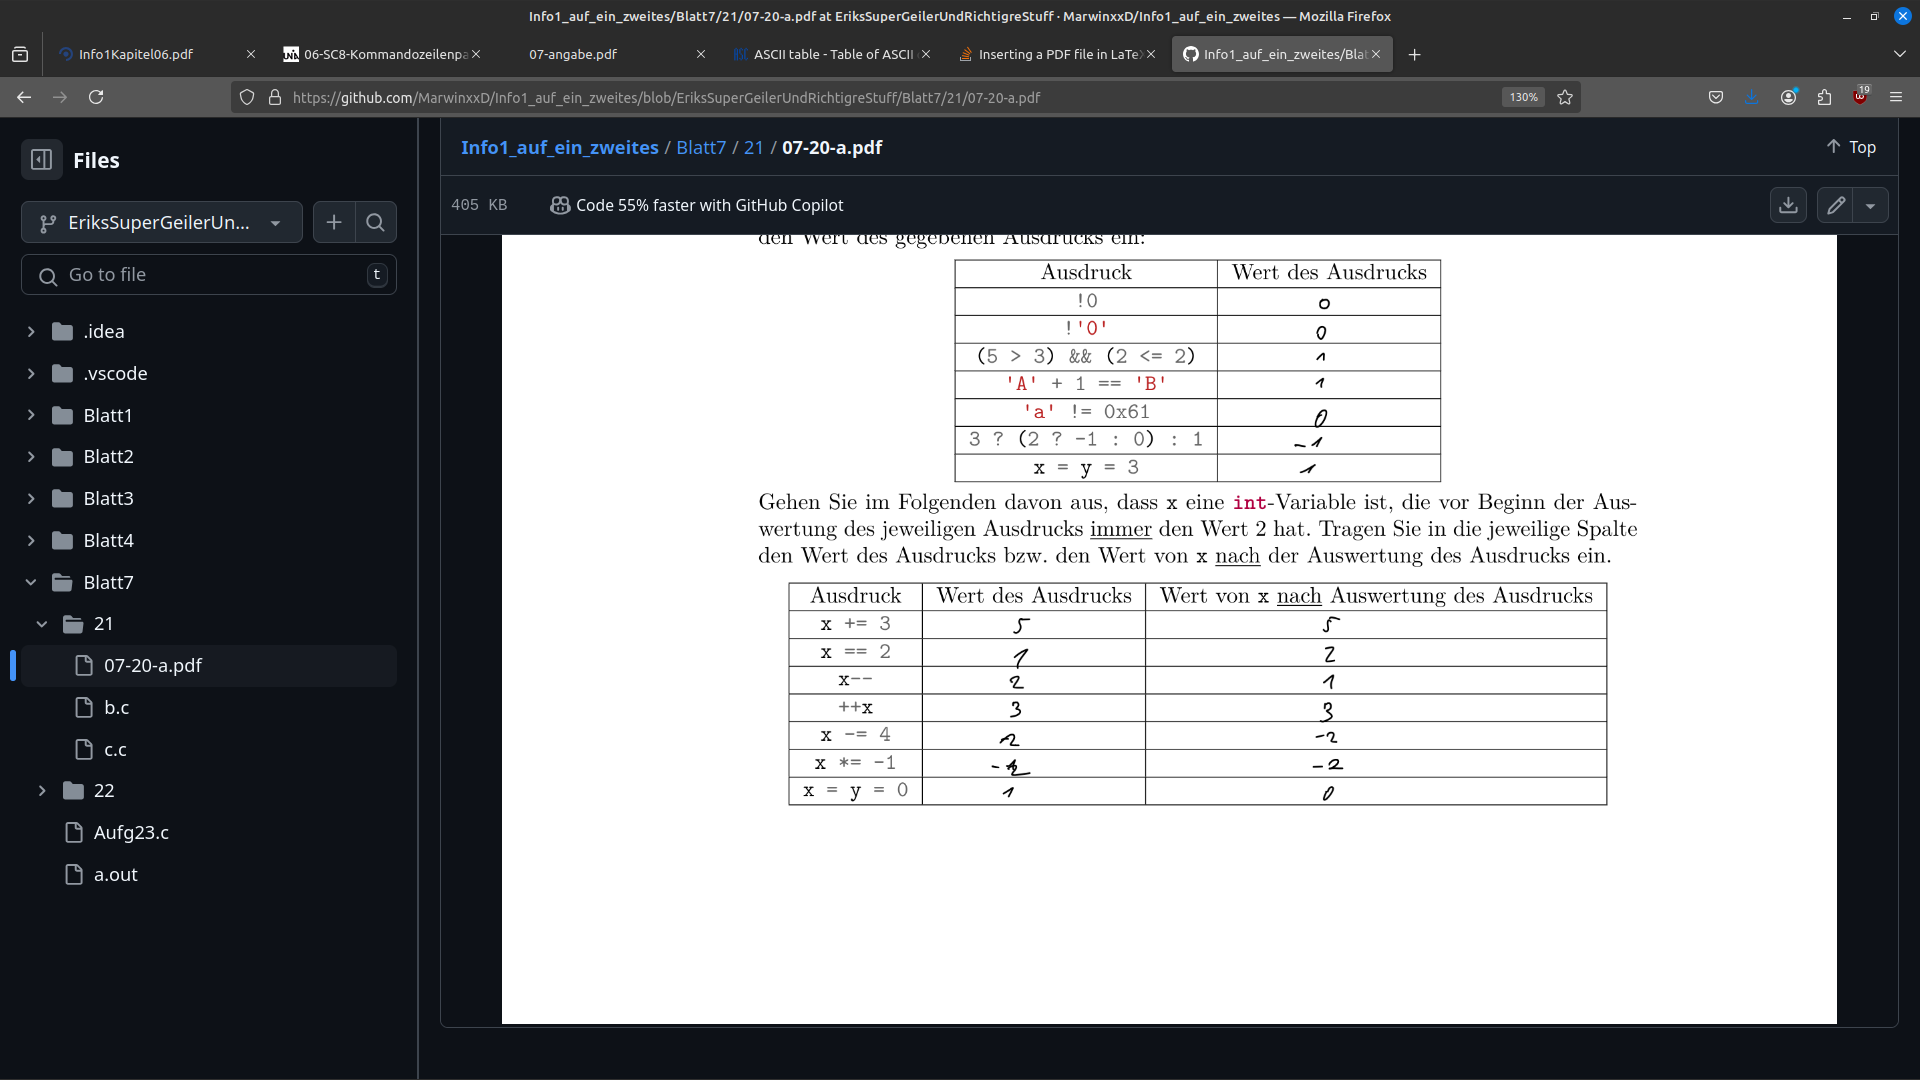 Info1_auf_ein_zweites/Blatt7/21/07-20-a.pdf at EriksSuperGeilerUndRichtigreStuff · MarwinxxD/Info1_auf_ein_zweites — Mozilla Firefox
Info1Kapitel06.pdf
06-SC8-Kommandozeilenpa
07-angabe.pdf
ASCII table - Table of ASCII
Inserting a PDF file in LaTeX
Info1_auf_ein_zweites/Blat
https://github.com/MarwinxxD/Info1_auf_ein_zweites/blob/EriksSuperGeilerUndRichtigreStuff/Blatt7/21/07-20-a.pdf
130%
19
Files
Info1_auf_ein_zweites / Blatt7 / 21 / 07-20-a.pdf
Top
EriksSuperGeilerUn...
405 KB
Code 55% faster with GitHub Copilot
Go to file
t
.idea
.vscode
Blatt1
Blatt2
Blatt3
Blatt4
Blatt7
21
07-20-a.pdf
b.c
c.c
22
Aufg23.c
a.out
den Wert des gegebenen Ausdrucks ein:
Ausdruck Wert des Ausdrucks
!0 0
!'0' 0
(5 > 3) && (2 <= 2) 1
'A' + 1 == 'B' 1
'a' != 0x61 0
3 ? (2 ? -1 : 0) : 1 -1
x = y = 3 1
Gehen Sie im Folgenden davon aus, dass x eine int-Variable ist, die vor Beginn der Aus-
wertung des jeweiligen Ausdrucks immer den Wert 2 hat. Tragen Sie in die jeweilige Spalte
den Wert des Ausdrucks bzw. den Wert von x nach der Auswertung des Ausdrucks ein.
Ausdruck Wert des Ausdrucks Wert von x nach Auswertung des Ausdrucks
x += 3 5 5
x == 2 1 2
x-- 2 1
++x 3 3
x -= 4 -2 -2
x *= -1 -2 -2
x = y = 0 1 0